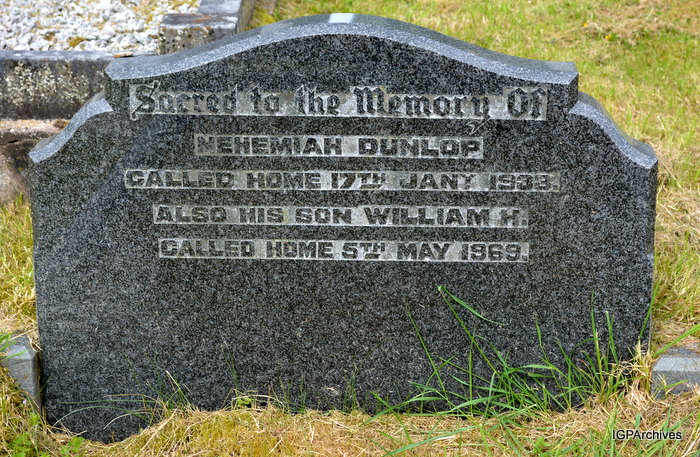 Sacred to the Memory Of
NEHEMIAH DUNLOP
CALLED HOME 17TH JANY 1938.
ALSO HIS SON WILLIAM H.
CALLED HOME 5TH MAY 1969.
IGPArchives